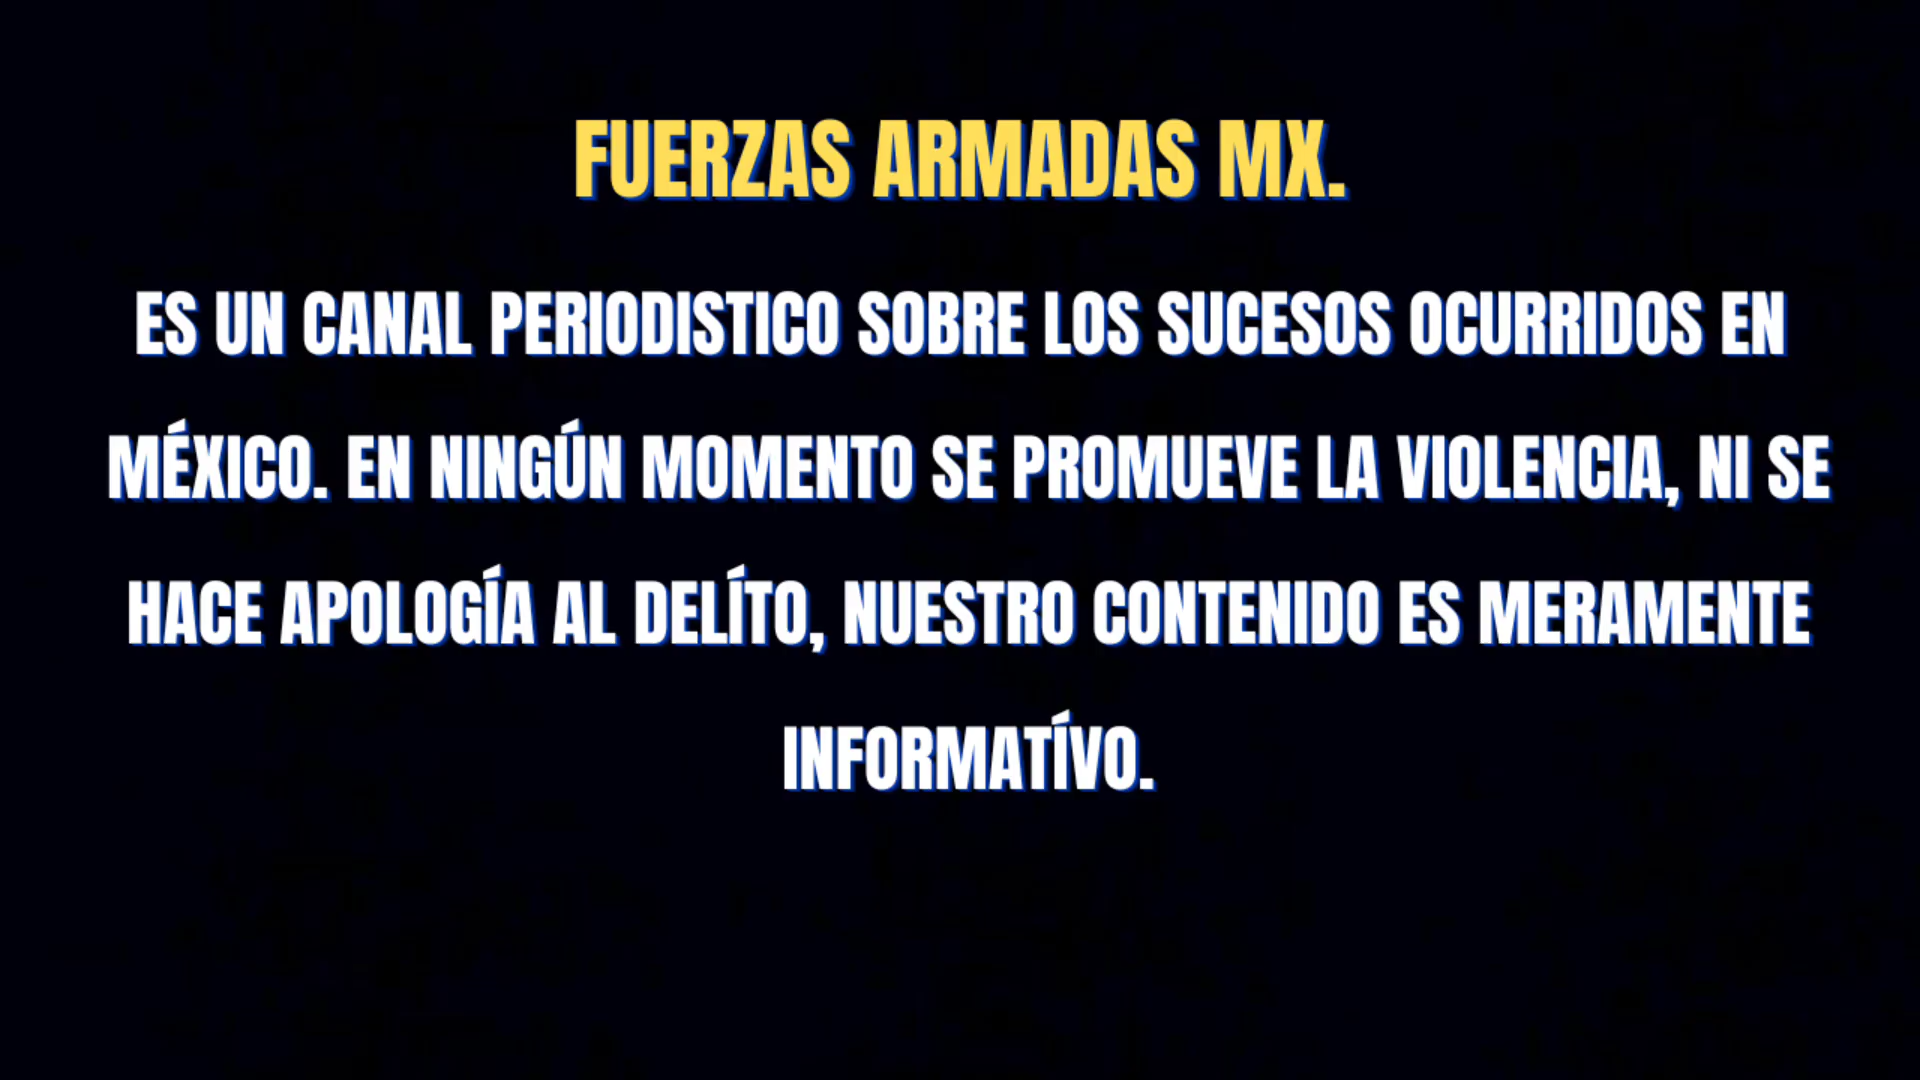 FUERZAS ARMADAS MX.
ES UN CANAL PERIODISTICO SOBRE LOS SUCESOS OCURRIDOS EN
MÉXICO. EN NINGÚN MOMENTO SE PROMUEVE LA VIOLENCIA, NI SE
HACE APOLOGÍA AL DELÍTO, NUESTRO CONTENIDO ES MERAMENTE
INFORMATÍVO.